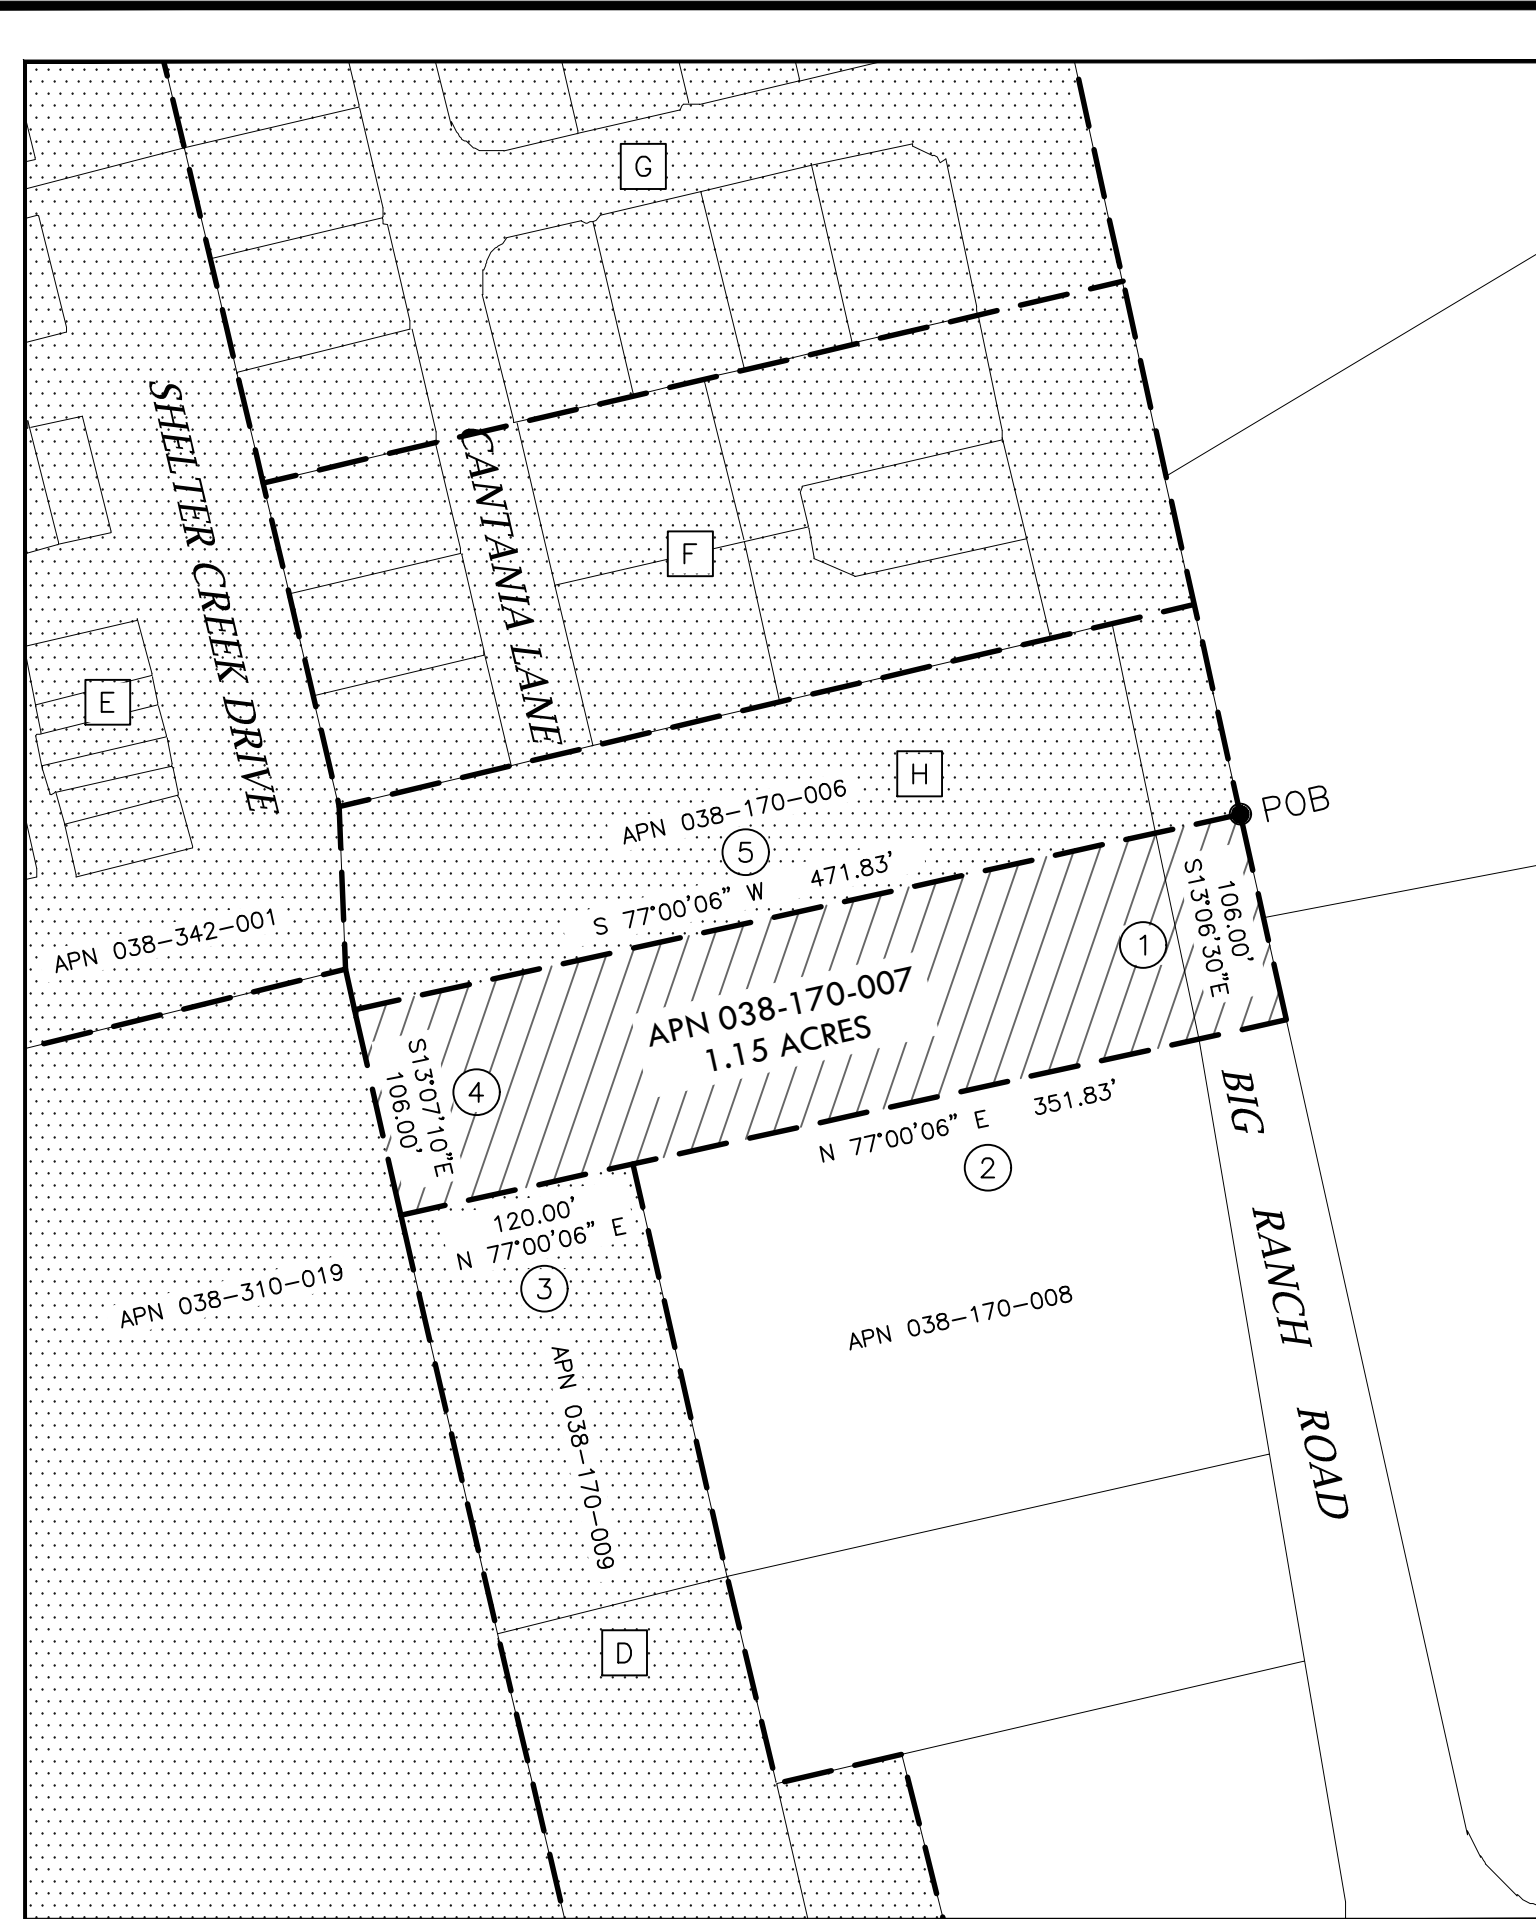 G
SHELTER CREEK DRIVE
CANTANIA LANE
F
E
H
APN 038-170-006
POB
5
471.83'
S 77°00'06" W
106.00'
S13°06'30"E
1
APN 038-342-001
APN 038-170-007
1.15 ACRES
S13°07'10"E
106.00'
4
BIG RANCH ROAD
351.83'
N 77°00'06" E
2
120.00'
N 77°00'06" E
3
APN 038-310-019
APN 038-170-008
APN 038-170-009
D